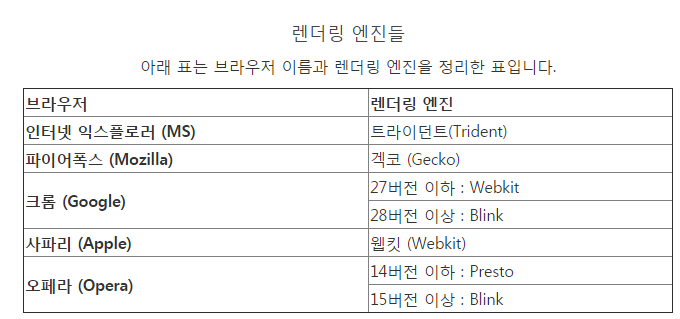 렌더링 엔진들
아래 표는 브라우저 이름과 렌더링 엔진을 정리한 표입니다.
브라우저 렌더링 엔진
인터넷 익스플로러 (MS) 트라이던트(Trident)
파이어폭스 (Mozilla) 겍코 (Gecko)
크롬 (Google) 27버전 이하 : Webkit
28버전 이상 : Blink
사파리 (Apple) 웹킷 (Webkit)
오페라 (Opera) 14버전 이하 : Presto
15버전 이상 : Blink